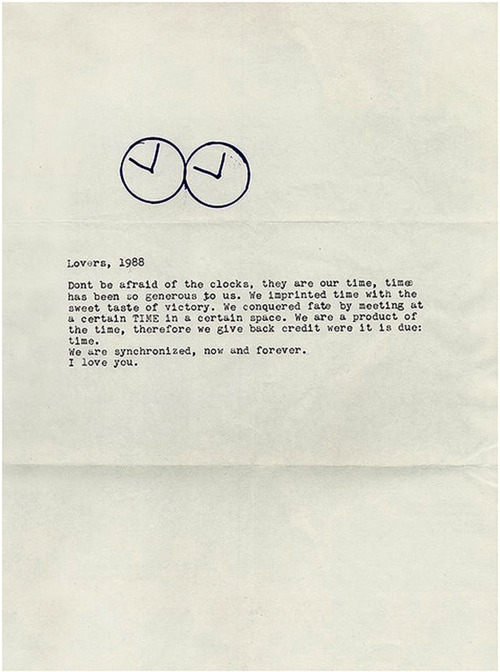 Lovers, 1988
Dont be afraid of the clocks, they are our time, time
has been so generous to us. We imprinted time with the
sweet taste of victory. We conquered fate by meeting at
a certain TIME in a certain space. We are a product of
the time, therefore we give back credit were it is due:
time.
We are synchronized, now and forever.
I love you.